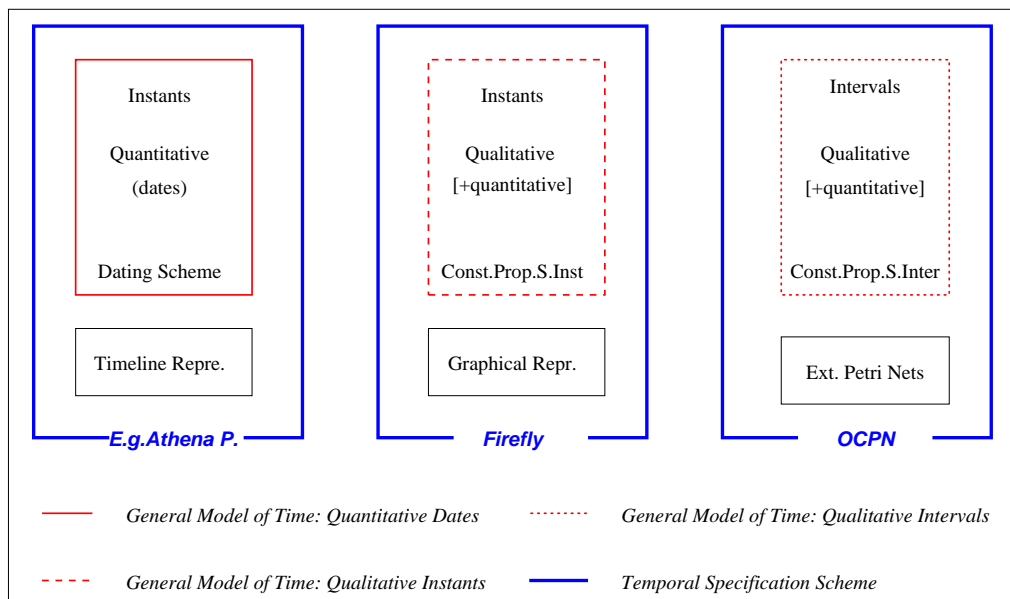 Instants
Quantitative
(dates)
Dating Scheme
Timeline Repre.
E.g.Athena P.
Instants
Qualitative
[+quantitative]
Const.Prop.S.Inst
Graphical Repr.
Firefly
Intervals
Qualitative
[+quantitative]
Const.Prop.S.Inter
Ext. Petri Nets
OCPN
General Model of Time: Quantitative Dates
General Model of Time: Qualitative Intervals
General Model of Time: Qualitative Instants
Temporal Specification Scheme